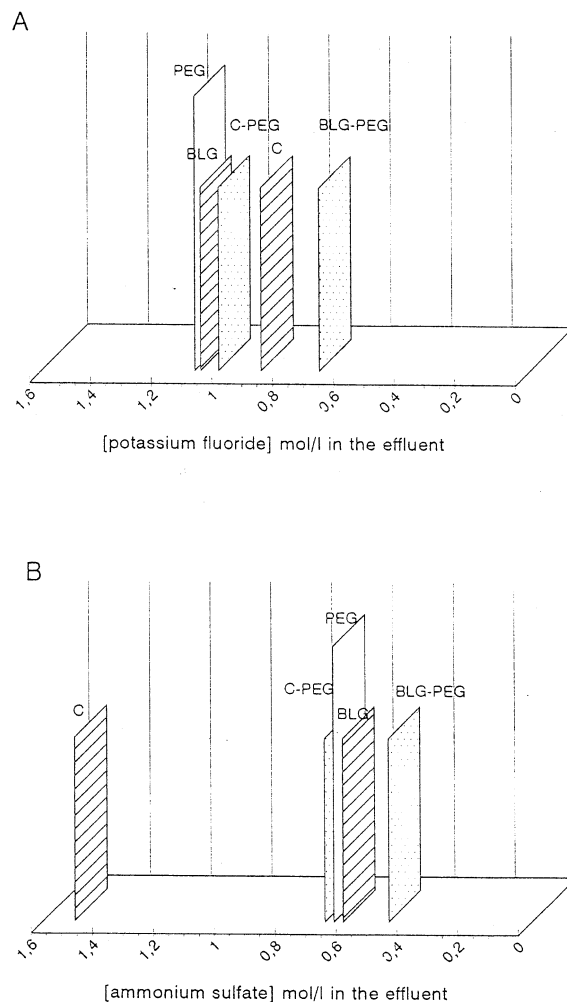 A
PEG
C-PEG
BLG-PEG
BLG
C
1,6
1,4
1,2
1
0,8
0,6
0,4
0,2
0
[potassium fluoride] mol/l in the effluent
B
PEG
C-PEG
BLG-PEG
C
BLG
1,6
1,4
1,2
1
0,8
0,6
0,4
0,2
0
[ammonium sulfate] mol/l in the effluent